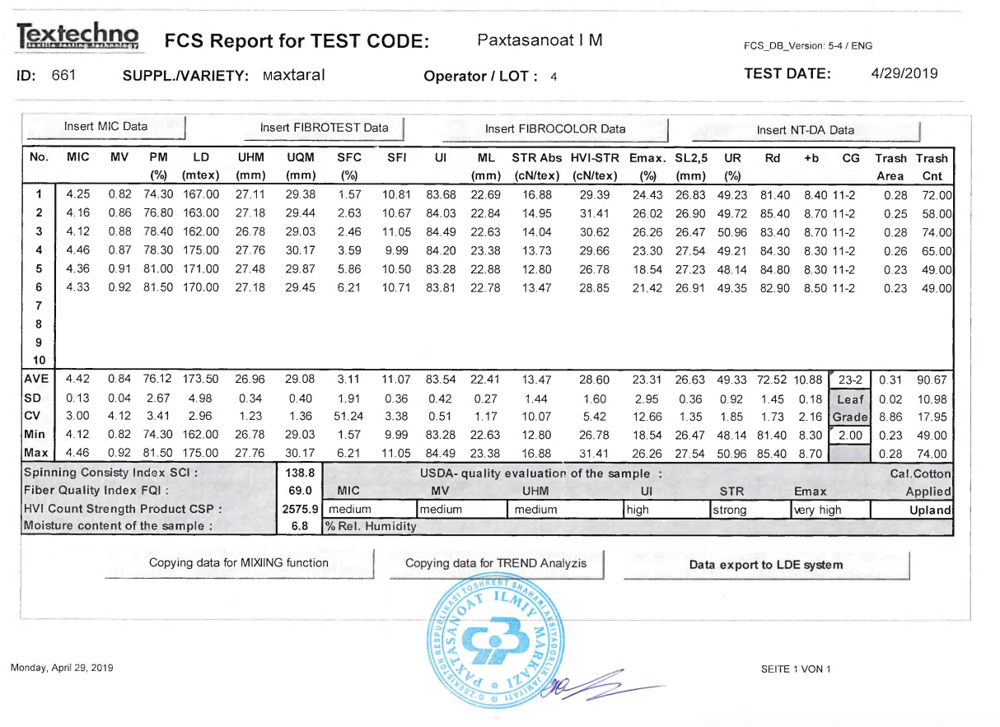 Textechno
textile testing technology
FCS Report for TEST CODE: Paxtasanoat I M
FCS_DB_Version: 5-4 / ENG
ID: 661 SUPPL./VARIETY: Maxtaral Operator / LOT : 4 TEST DATE: 4/29/2019
Insert MIC Data Insert FIBROTEST Data Insert FIBROCOLOR Data Insert NT-DA Data
No. MIC MV PM LD UHM UQM SFC SFI UI ML STR Abs HVI-STR Emax. SL2,5 UR Rd +b CG Trash Trash
(%) (mtex) (mm) (mm) (%) (mm) (cN/tex) (cN/tex) (%) (mm) (%) Area Cnt
1 4.25 0.82 74.30 167.00 27.11 29.38 1.57 10.81 83.68 22.69 16.88 29.39 24.43 26.83 49.23 81.40 8.40 11-2 0.28 72.00
2 4.16 0.86 76.80 163.00 27.18 29.44 2.63 10.67 84.03 22.84 14.95 31.41 26.02 26.90 49.72 85.40 8.70 11-2 0.25 58.00
3 4.12 0.88 78.40 162.00 26.78 29.03 2.46 11.05 84.49 22.63 14.04 30.62 26.26 26.47 50.96 83.40 8.70 11-2 0.28 74.00
4 4.46 0.87 78.30 175.00 27.76 30.17 3.59 9.99 84.20 23.38 13.73 29.66 23.30 27.54 49.21 84.30 8.30 11-2 0.26 65.00
5 4.36 0.91 81.00 171.00 27.48 29.87 5.86 10.50 83.28 22.88 12.80 26.78 18.54 27.23 48.14 84.80 8.30 11-2 0.23 49.00
6 4.33 0.92 81.50 170.00 27.18 29.45 6.21 10.71 83.81 22.78 13.47 28.85 21.42 26.91 49.35 82.90 8.50 11-2 0.23 49.00
7
8
9
10
AVE 4.42 0.84 76.12 173.50 26.96 29.08 3.11 11.07 83.54 22.41 13.47 28.60 23.31 26.63 49.33 72.52 10.88 23-2 0.31 90.67
SD 0.13 0.04 2.67 4.98 0.34 0.40 1.91 0.36 0.42 0.27 1.44 1.60 2.95 0.36 0.92 1.45 0.18 Leaf 0.02 10.98
CV 3.00 4.12 3.41 2.96 1.23 1.36 51.24 3.38 0.51 1.17 10.07 5.42 12.66 1.35 1.85 1.73 2.16 Grade 8.86 17.95
Min 4.12 0.82 74.30 162.00 26.78 29.03 1.57 9.99 83.28 22.63 12.80 26.78 18.54 26.47 48.14 81.40 8.30 2.00 0.23 49.00
Max 4.46 0.92 81.50 175.00 27.76 30.17 6.21 11.05 84.49 23.38 16.88 31.41 26.26 27.54 50.96 85.40 8.70 0.28 74.00
Spinning Consisty Index SCI : 138.8 USDA- quality evaluation of the sample : Cal.Cotton
Fiber Quality Index FQI : 69.0 MIC MV UHM UI STR Emax Applied
HVI Count Strength Product CSP : 2575.9 medium medium medium high strong very high Upland
Moisture content of the sample : 6.8 % Rel. Humidity
Copying data for MIXIING function Copying data for TREND Analyzis Data export to LDE system
O'ZBEKISTON RESPUBLIKASI TOSHKENT SHAHARI AKSIYADORLIK JAMIYATI
PAXTASANOAT ILMIY MARKAZI
Monday, April 29, 2019
SEITE 1 VON 1